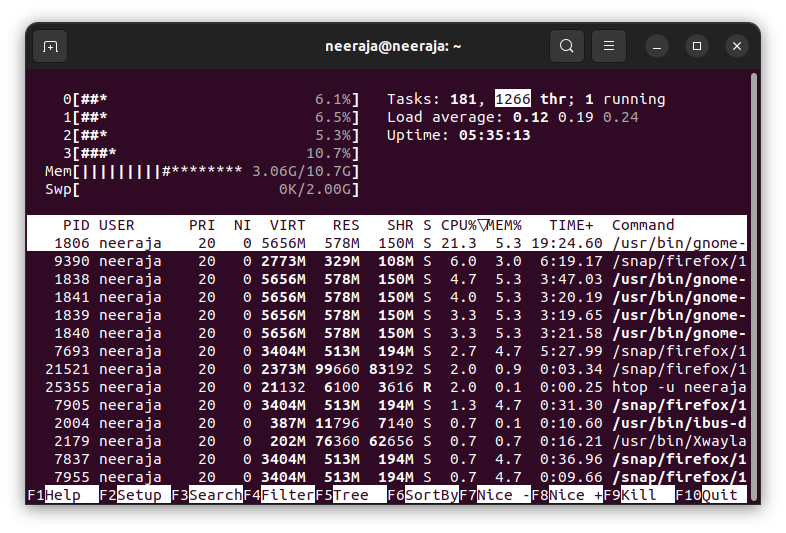 neeraja@neeraja: ~
0[##* 6.1%] Tasks: 181, 1266 thr; 1 running
1[##* 6.5%] Load average: 0.12 0.19 0.24
2[##* 5.3%] Uptime: 05:35:13
3[###* 10.7%]
Mem[|||||||||#******** 3.06G/10.7G]
Swp[ 0K/2.00G]
PID USER PRI NI VIRT RES SHR S CPU%▽MEM% TIME+ Command
1806 neeraja 20 0 5656M 578M 150M S 21.3 5.3 19:24.60 /usr/bin/gnome-
9390 neeraja 20 0 2773M 329M 108M S 6.0 3.0 6:19.17 /snap/firefox/1
1838 neeraja 20 0 5656M 578M 150M S 4.7 5.3 3:47.03 /usr/bin/gnome-
1841 neeraja 20 0 5656M 578M 150M S 4.0 5.3 3:20.19 /usr/bin/gnome-
1839 neeraja 20 0 5656M 578M 150M S 3.3 5.3 3:19.65 /usr/bin/gnome-
1840 neeraja 20 0 5656M 578M 150M S 3.3 5.3 3:21.58 /usr/bin/gnome-
7693 neeraja 20 0 3404M 513M 194M S 2.7 4.7 5:27.99 /snap/firefox/1
21521 neeraja 20 0 2373M 99660 83192 S 2.0 0.9 0:03.34 /snap/firefox/1
25355 neeraja 20 0 21132 6100 3616 R 2.0 0.1 0:00.25 htop -u neeraja
7905 neeraja 20 0 3404M 513M 194M S 1.3 4.7 0:31.30 /snap/firefox/1
2004 neeraja 20 0 387M 11796 7140 S 0.7 0.1 0:10.60 /usr/bin/ibus-d
2179 neeraja 20 0 202M 76360 62656 S 0.7 0.7 0:16.21 /usr/bin/Xwayla
7837 neeraja 20 0 3404M 513M 194M S 0.7 4.7 0:36.96 /snap/firefox/1
7955 neeraja 20 0 3404M 513M 194M S 0.7 4.7 0:09.66 /snap/firefox/1
F1Help F2Setup F3SearchF4FilterF5Tree F6SortByF7Nice -F8Nice +F9Kill F10Quit